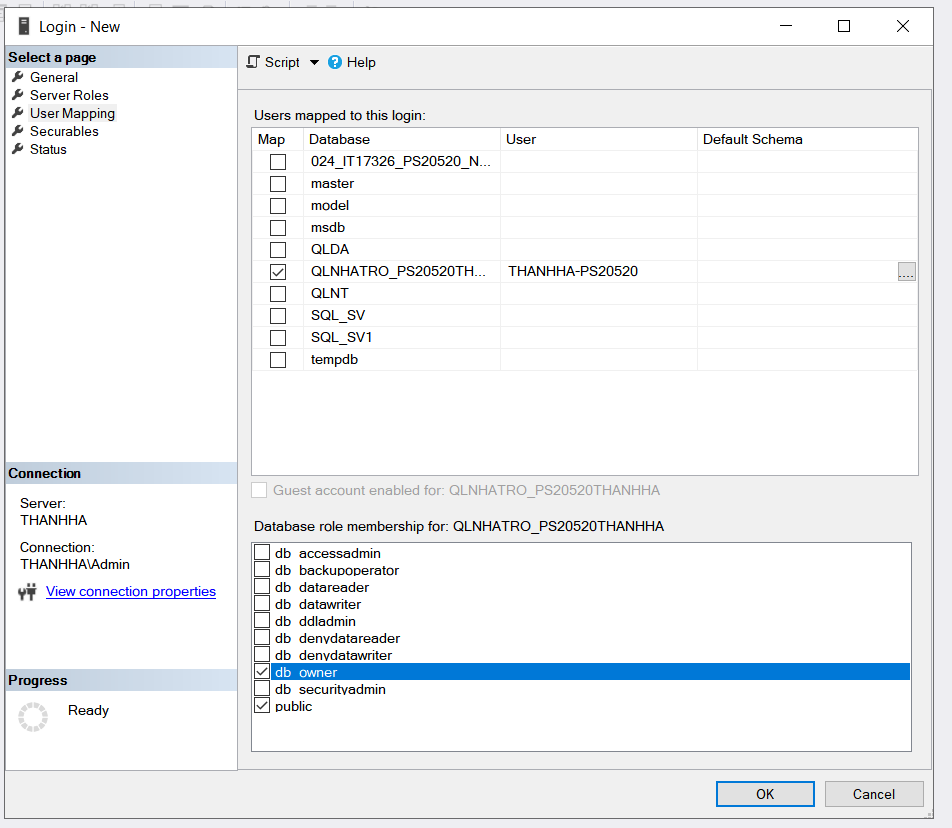 Login - New
Select a page
General
Server Roles
User Mapping
Securables
Status
Connection
Server:
THANHHA
Connection:
THANHHA\Admin
View connection properties
Progress
Ready
Script
Help
Users mapped to this login:
Map Database User Default Schema
024_IT17326_PS20520_N...
master
model
msdb
QLDA
QLNHATRO_PS20520TH... THANHHA-PS20520 ....
QLNT
SQL_SV
SQL_SV1
tempdb
Guest account enabled for: QLNHATRO_PS20520THANHHA
Database role membership for: QLNHATRO_PS20520THANHHA
db_accessadmin
db_backupoperator
db_datareader
db_datawriter
db_ddladmin
db_denydatareader
db_denydatawriter
db_owner
db_securityadmin
public
OK Cancel